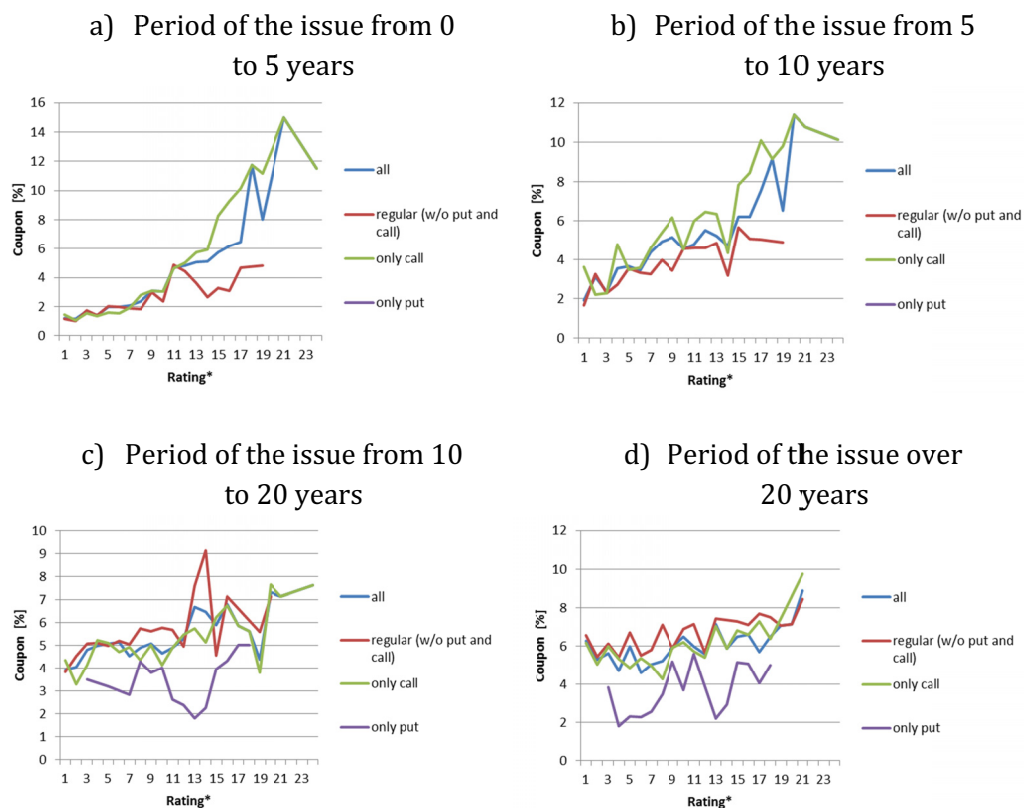 a) Period of the issue from 0
to 5 years
16
14
12
10
8
6
4
2
0
Coupon [%]
1 3 5 7 9 11 13 15 17 19 21 23
Rating*
all
regular (w/o put and
call)
only call
only put
b) Period of the issue from 5
to 10 years
12
10
8
6
4
2
0
Coupon [%]
1 3 5 7 9 11 13 15 17 19 21 23
Rating*
all
regular (w/o put and
call)
only call
only put
c) Period of the issue from 10
to 20 years
10
9
8
7
6
5
4
3
2
1
0
Coupon [%]
1 3 5 7 9 11 13 15 17 19 21 23
Rating*
all
regular (w/o put and
call)
only call
only put
d) Period of the issue over
20 years
12
10
8
6
4
2
0
Coupon [%]
1 3 5 7 9 11 13 15 17 19 21 23
Rating*
all
regular (w/o put and
call)
only call
only put